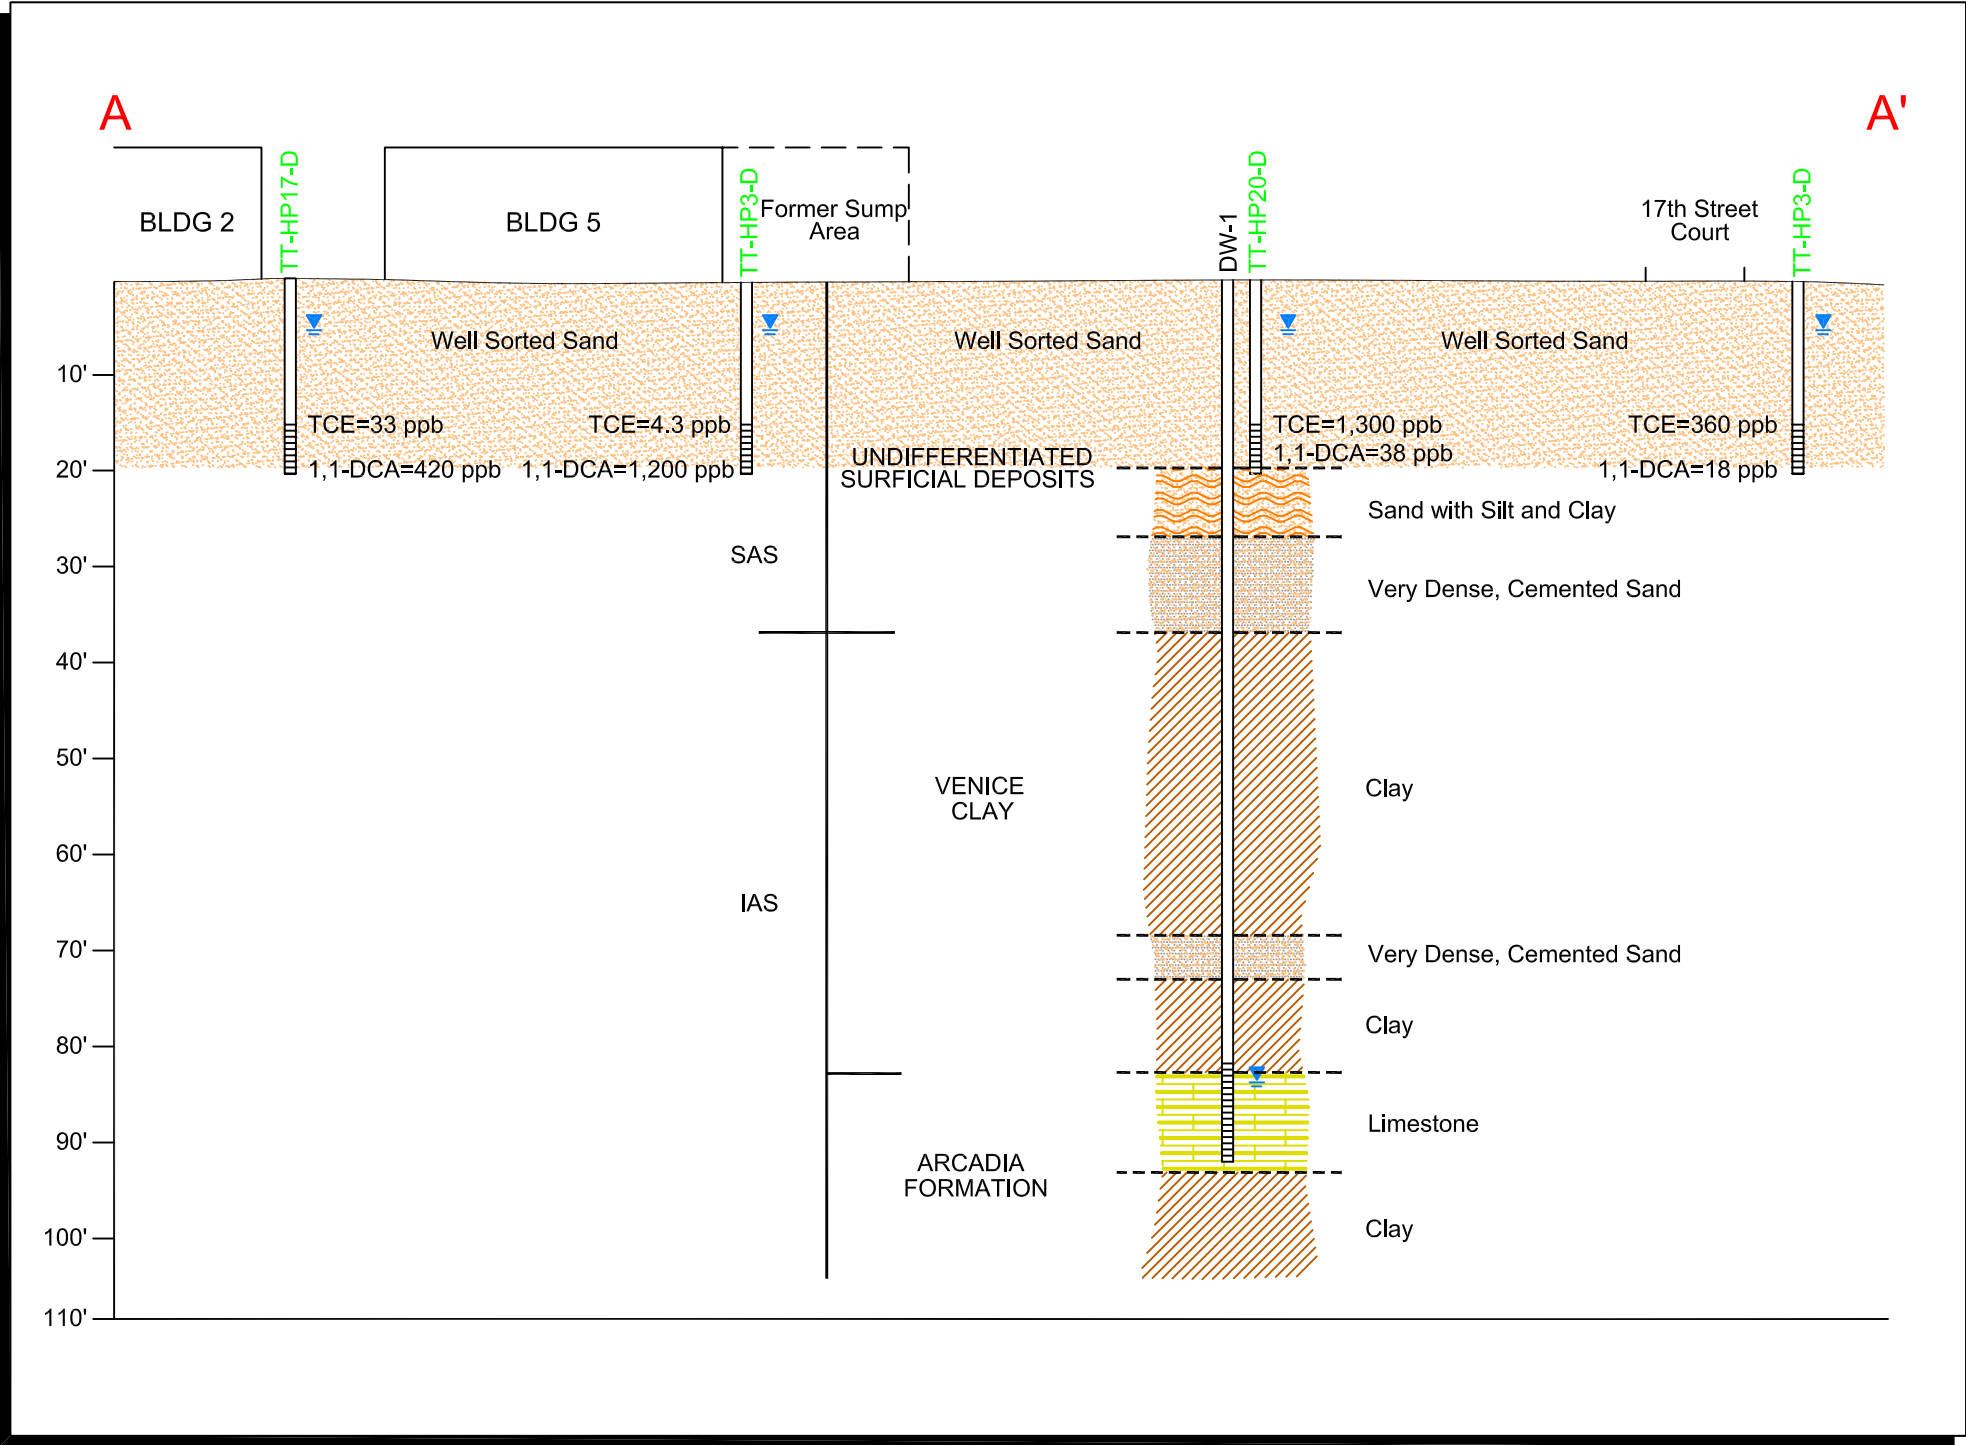 A
A'
BLDG 2
TT-HP17-D
BLDG 5
TT-HP3-D
Former Sump
Area
DW-1
TT-HP20-D
17th Street
Court
TT-HP3-D
Well Sorted Sand
Well Sorted Sand
Well Sorted Sand
10'
TCE=33 ppb
1,1-DCA=420 ppb
TCE=4.3 ppb
1,1-DCA=1,200 ppb
TCE=1,300 ppb
1,1-DCA=38 ppb
TCE=360 ppb
1,1-DCA=18 ppb
20'
UNDIFFERENTIATED
SURFICIAL DEPOSITS
Sand with Silt and Clay
SAS
30'
Very Dense, Cemented Sand
40'
50'
VENICE
CLAY
Clay
60'
IAS
70'
Very Dense, Cemented Sand
Clay
80'
Limestone
90'
ARCADIA
FORMATION
100'
Clay
110'